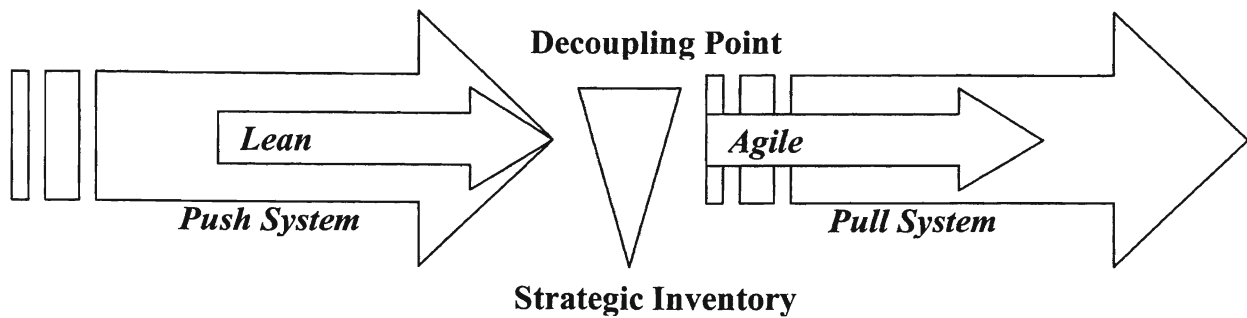 Decoupling Point
Lean
Agile
Push System
Pull System
Strategic Inventory